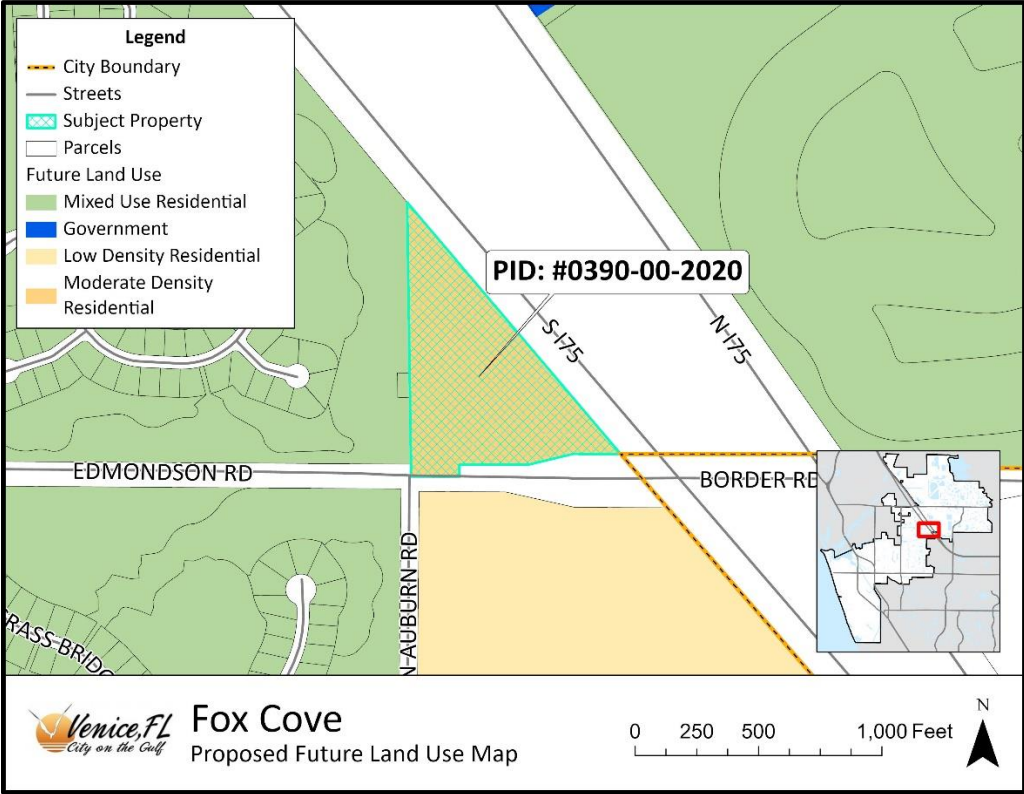 Legend
City Boundary
Streets
Subject Property
Parcels
Future Land Use
Mixed Use Residential
Government
Low Density Residential
Moderate Density
Residential
PID: #0390-00-2020
S I75
N I75
EDMONDSON RD
BORDER RD
N AUBURN RD
Venice, FL
City on the Gulf
Fox Cove
Proposed Future Land Use Map
0 250 500 1,000 Feet
N